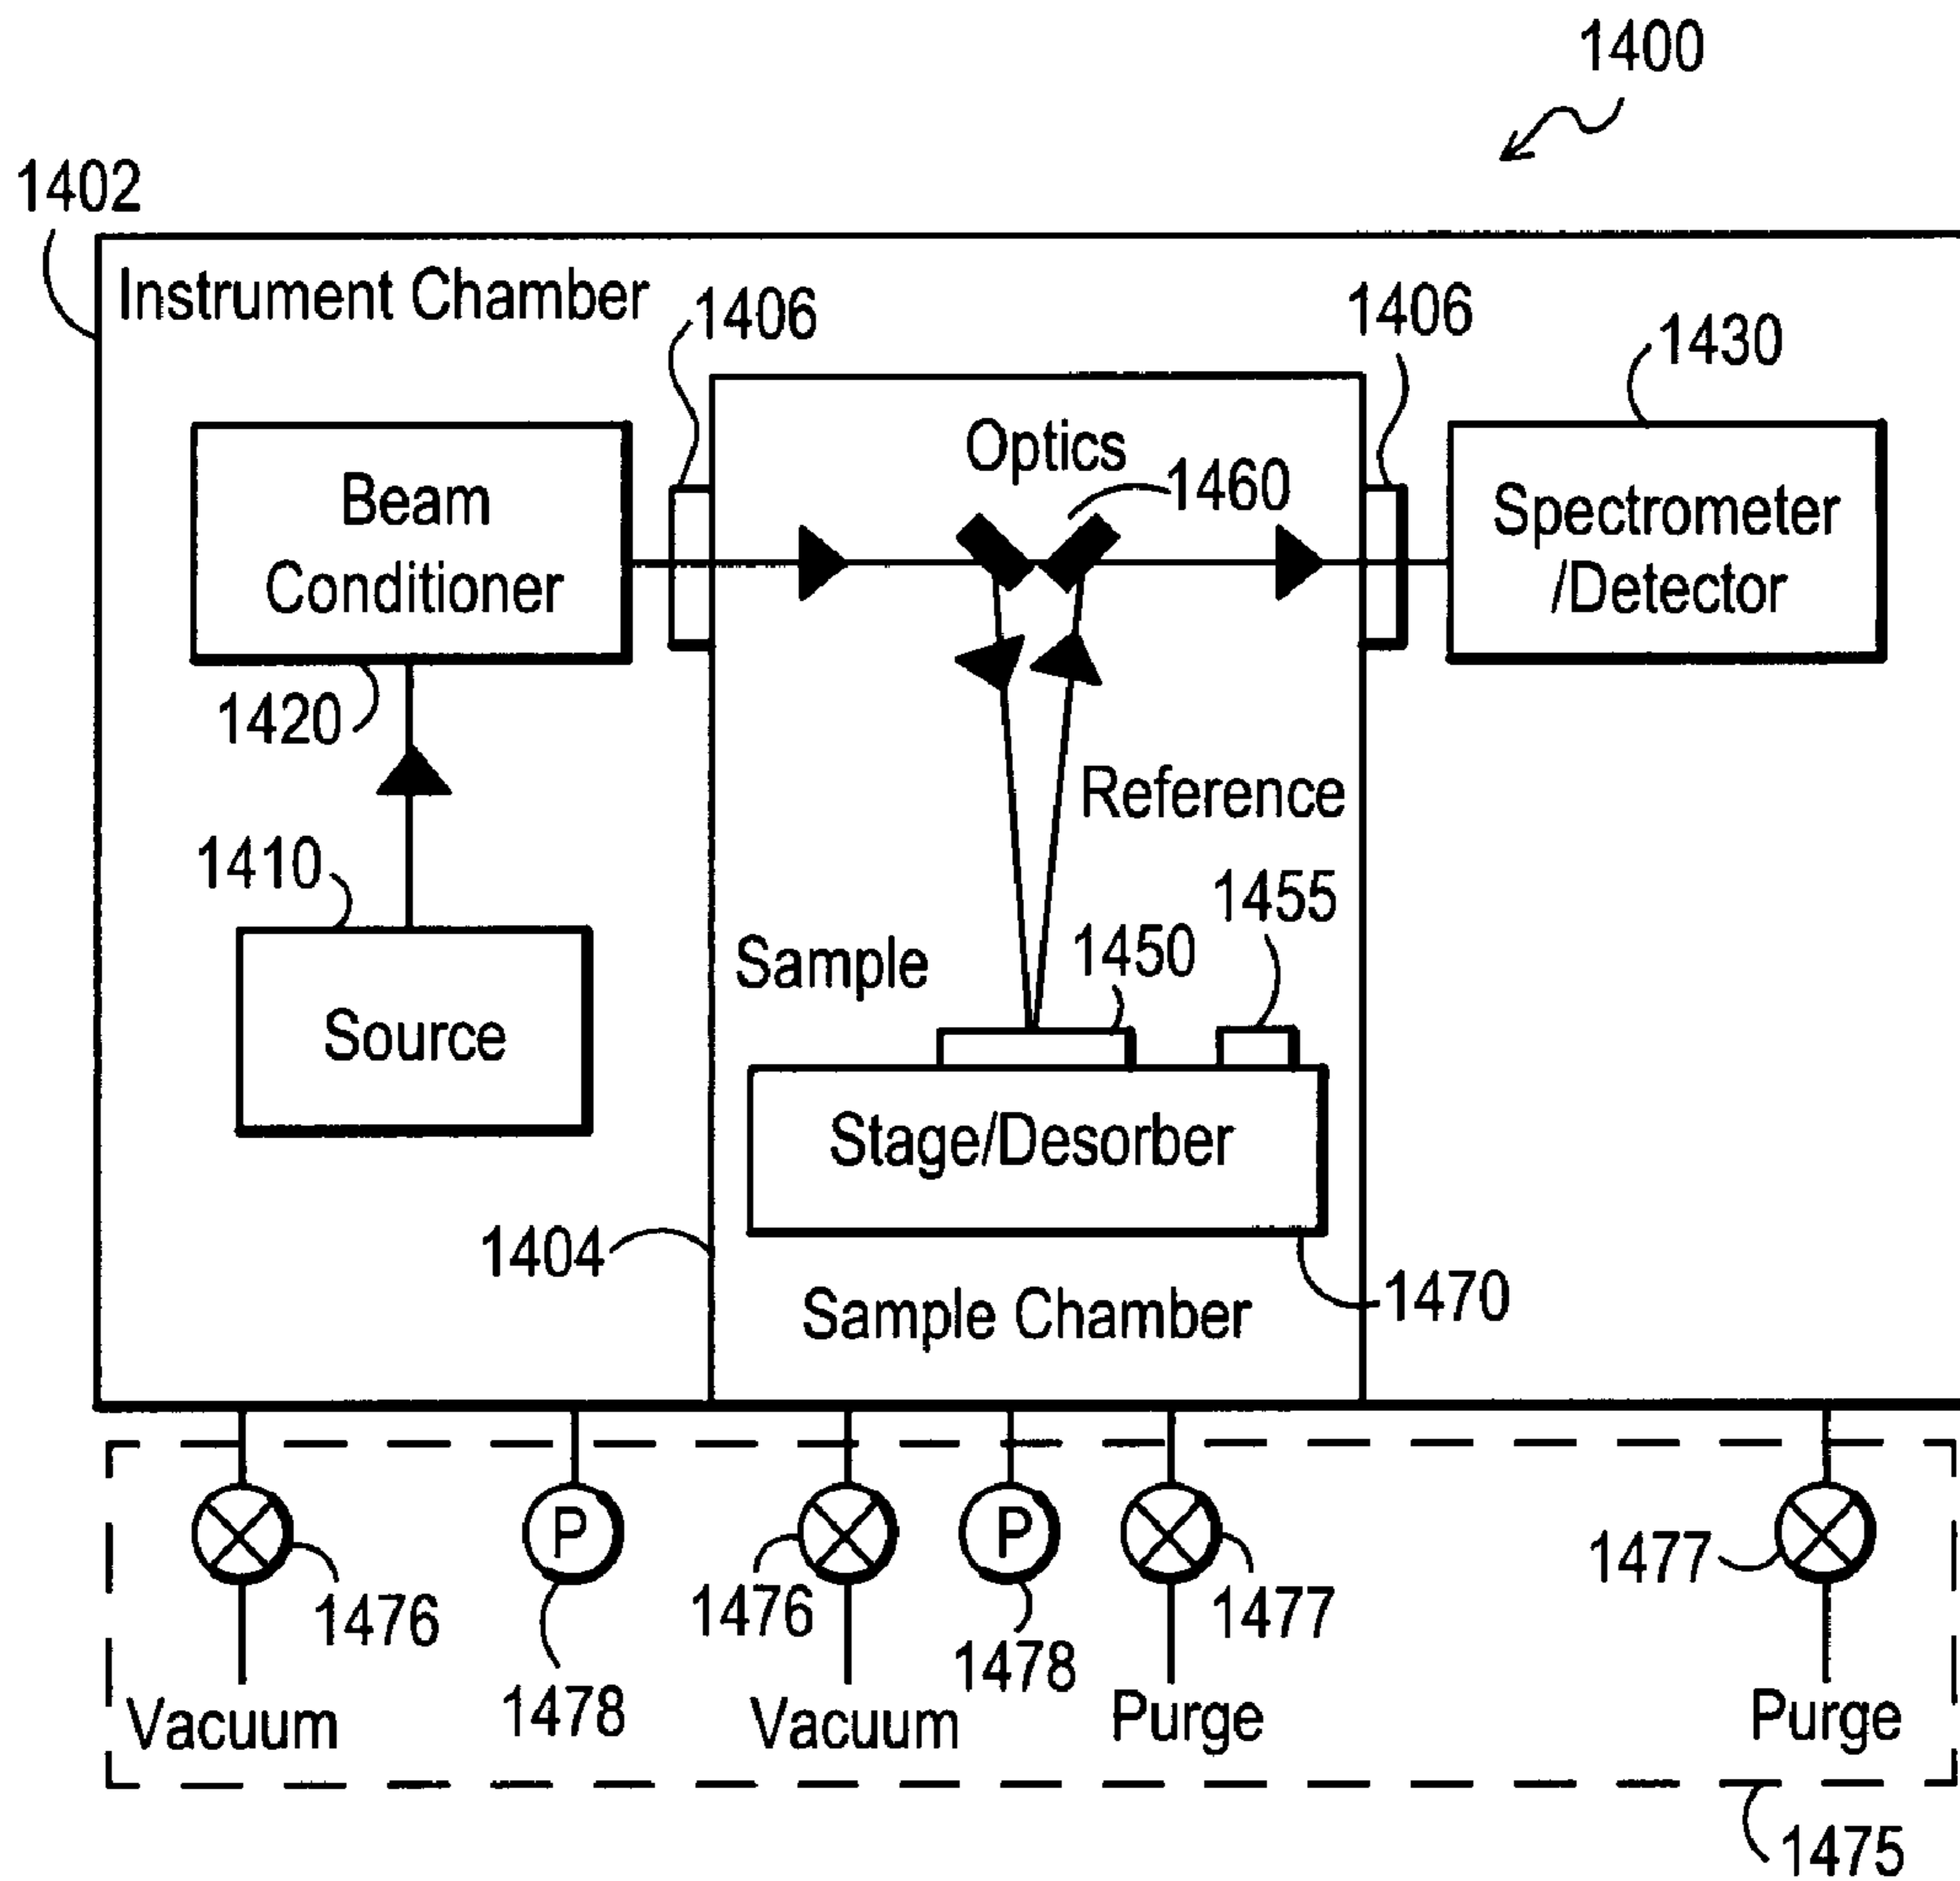 1400
1402
Instrument Chamber
1406
1406
1430
Optics
1460
Beam
Conditioner
Spectrometer
/Detector
1420
Reference
1410
1455
Sample
1450
Source
Stage/Desorber
1404
1470
Sample Chamber
P
P
1476
1478
1476
1478
1477
1477
Vacuum
Vacuum
Purge
Purge
1475